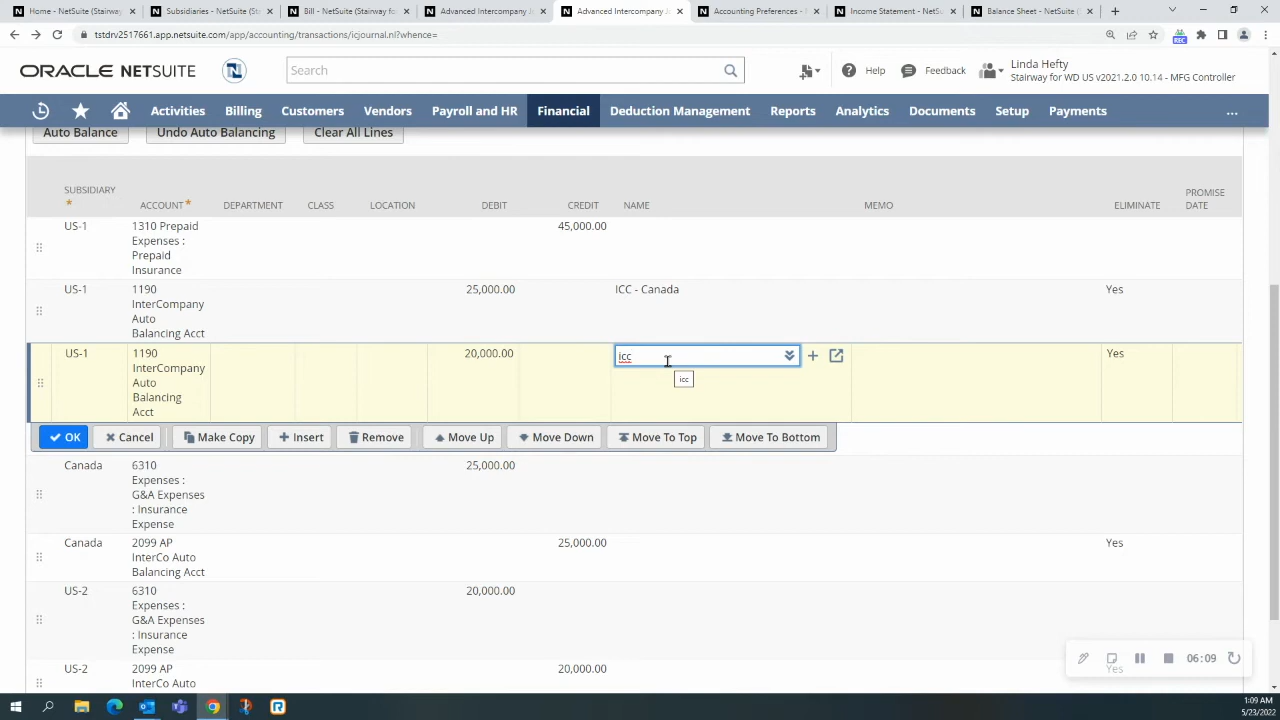 Home - NetSuite (Stairway
Subsidiaries - NetSuite (St
Bill - NetSuite (Stairway fo
Advanced Intercompany J
Advanced Intercompany J
Accounting Preferences -
Income Statement - NetSu
Balance Sheet - NetSuite (
tstdrv2517661.app.netsuite.com/app/accounting/transactions/icjournal.nl?whence=
REC
ORACLE NETSUITE
N
Search
Help
Feedback
Linda Hefty
Stairway for WD US v2021.2.0 10.14 - MFG Controller
Activities Billing Customers Vendors Payroll and HR Financial Deduction Management Reports Analytics Documents Setup Payments ...
Auto Balance Undo Auto Balancing Clear All Lines
SUBSIDIARY * ACCOUNT * DEPARTMENT CLASS LOCATION DEBIT CREDIT NAME MEMO ELIMINATE PROMISE DATE
US-1 1310 Prepaid 45,000.00
Expenses :
Prepaid
Insurance
US-1 1190 25,000.00 ICC - Canada Yes
InterCompany
Auto
Balancing Acct
US-1 1190 20,000.00 icc Yes
InterCompany
Auto
Balancing
Acct
icc
OK Cancel Make Copy Insert Remove Move Up Move Down Move To Top Move To Bottom
Canada 6310 25,000.00
Expenses :
G&A Expenses
: Insurance
Expense
Canada 2099 AP 25,000.00 Yes
InterCo Auto
Balancing Acct
US-2 6310 20,000.00
Expenses :
G&A Expenses
: Insurance
Expense
US-2 2099 AP 20,000.00 Yes
InterCo Auto
06:09
1:09 AM
5/23/2022